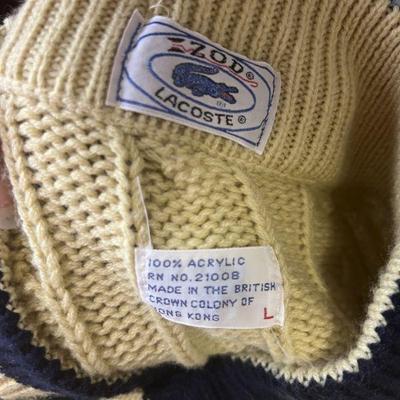 IZOD®
LACOSTE®
100% ACRYLIC
RN NO. 21008
MADE IN THE BRITISH
CROWN COLONY OF
HONG KONG
L